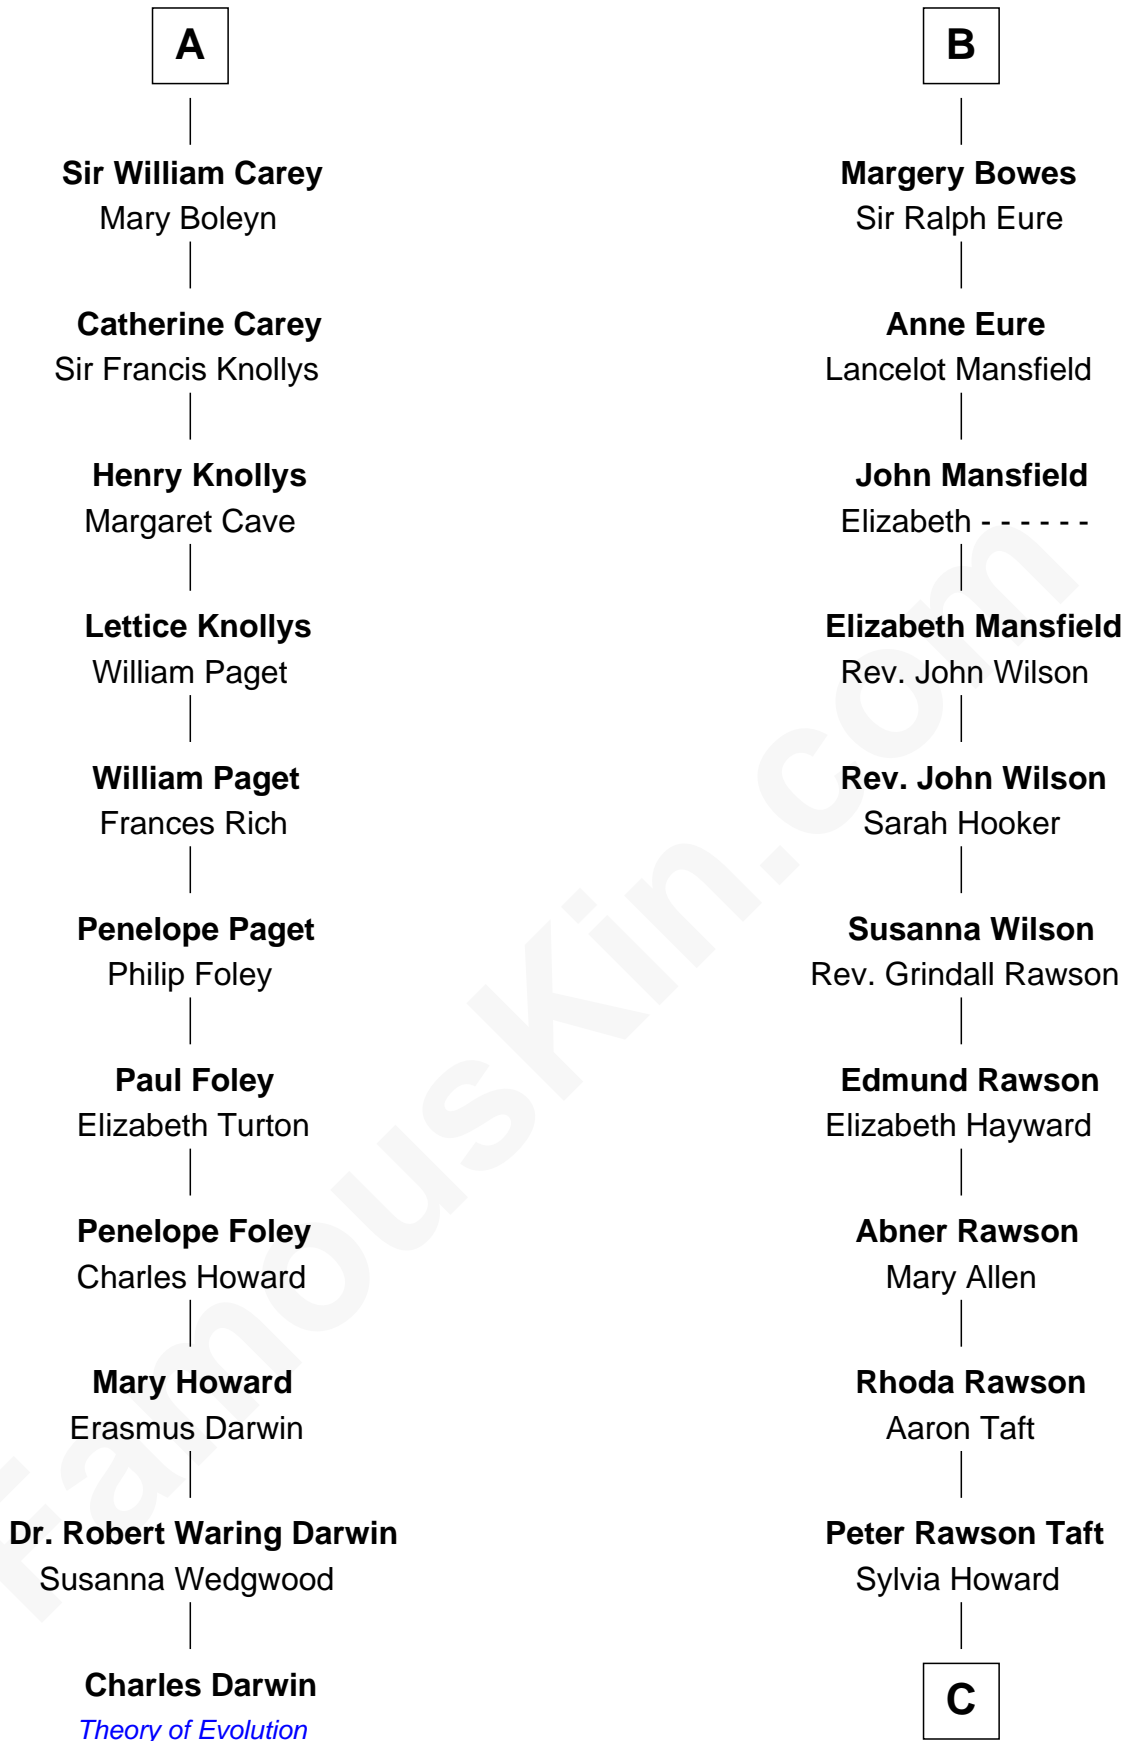 A
Sir William Carey
Mary Boleyn
Catherine Carey
Sir Francis Knollys
Henry Knollys
Margaret Cave
Lettice Knollys
William Paget
William Paget
Frances Rich
Penelope Paget
Philip Foley
Paul Foley
Elizabeth Turton
Penelope Foley
Charles Howard
Mary Howard
Erasmus Darwin
Dr. Robert Waring Darwin
Susanna Wedgwood
Charles Darwin
Theory of Evolution
B
Margery Bowes
Sir Ralph Eure
Anne Eure
Lancelot Mansfield
John Mansfield
Elizabeth - - - - - -
Elizabeth Mansfield
Rev. John Wilson
Rev. John Wilson
Sarah Hooker
Susanna Wilson
Rev. Grindall Rawson
Edmund Rawson
Elizabeth Hayward
Abner Rawson
Mary Allen
Rhoda Rawson
Aaron Taft
Peter Rawson Taft
Sylvia Howard
C
FamousKin.com